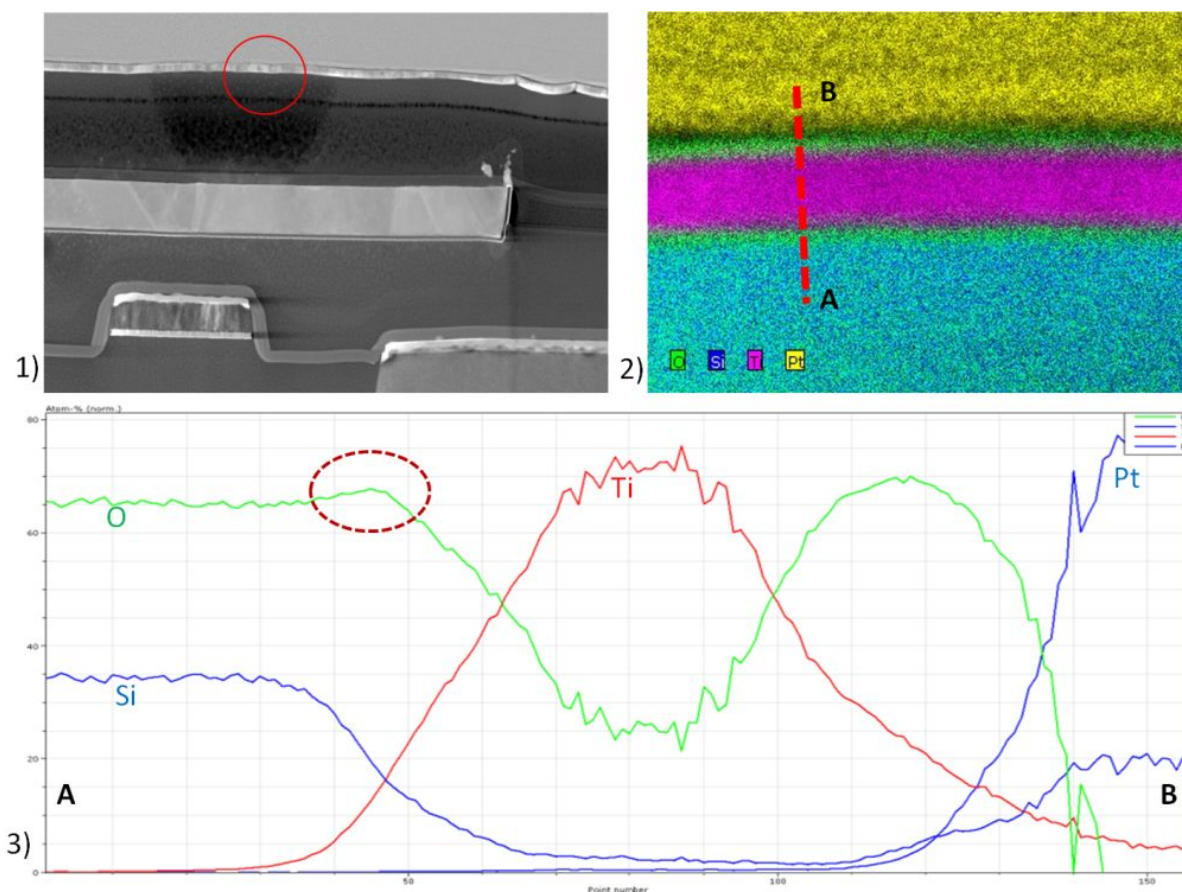 1)
B
A
O Si Ti Pt
2)
Atom-% (norm.)
80
60
40
20
0
O
Si
Ti
Pt
A
B
3)
50
100
150
Point number